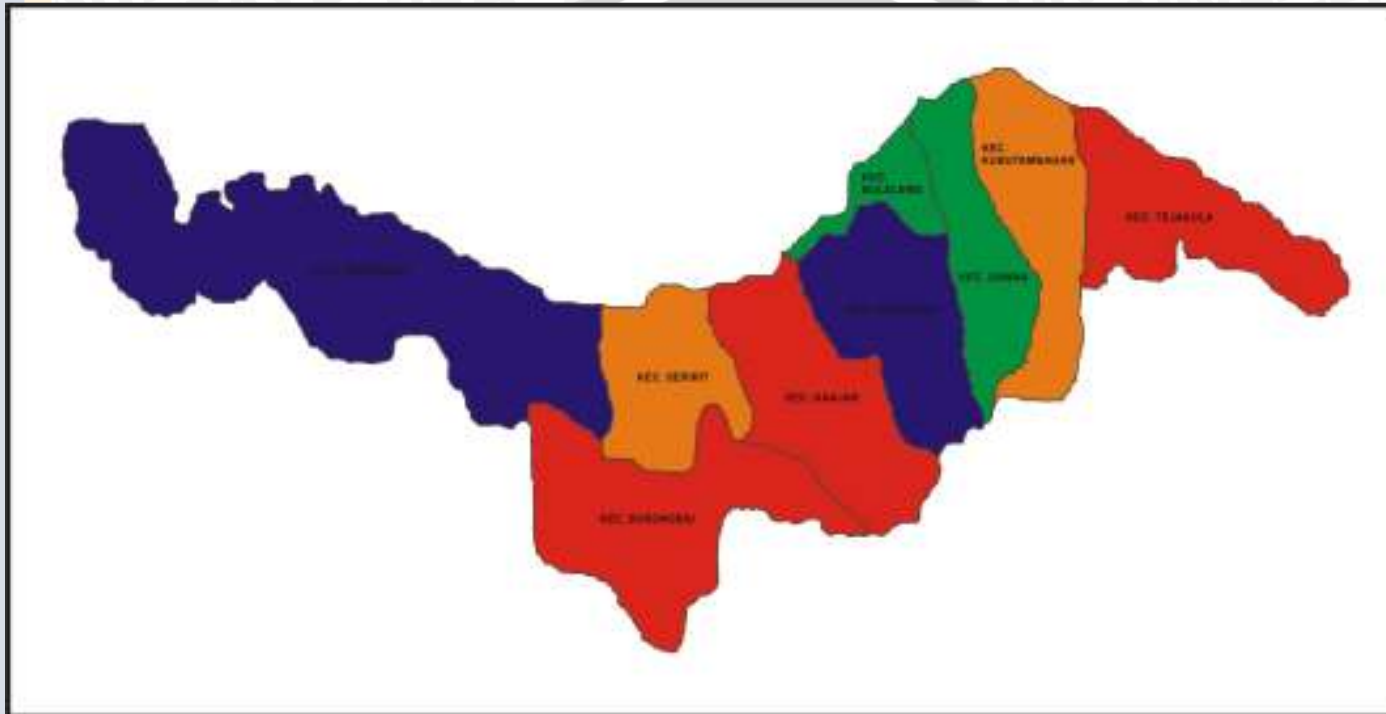 KEC.
KUBUTAMBAHAN
KEC.
BULELENG
KEC. TEJAKULA
KEC. SAWAN
KEC. SERIRIT
KEC. BANJAR
KEC. BUSUNGBIU